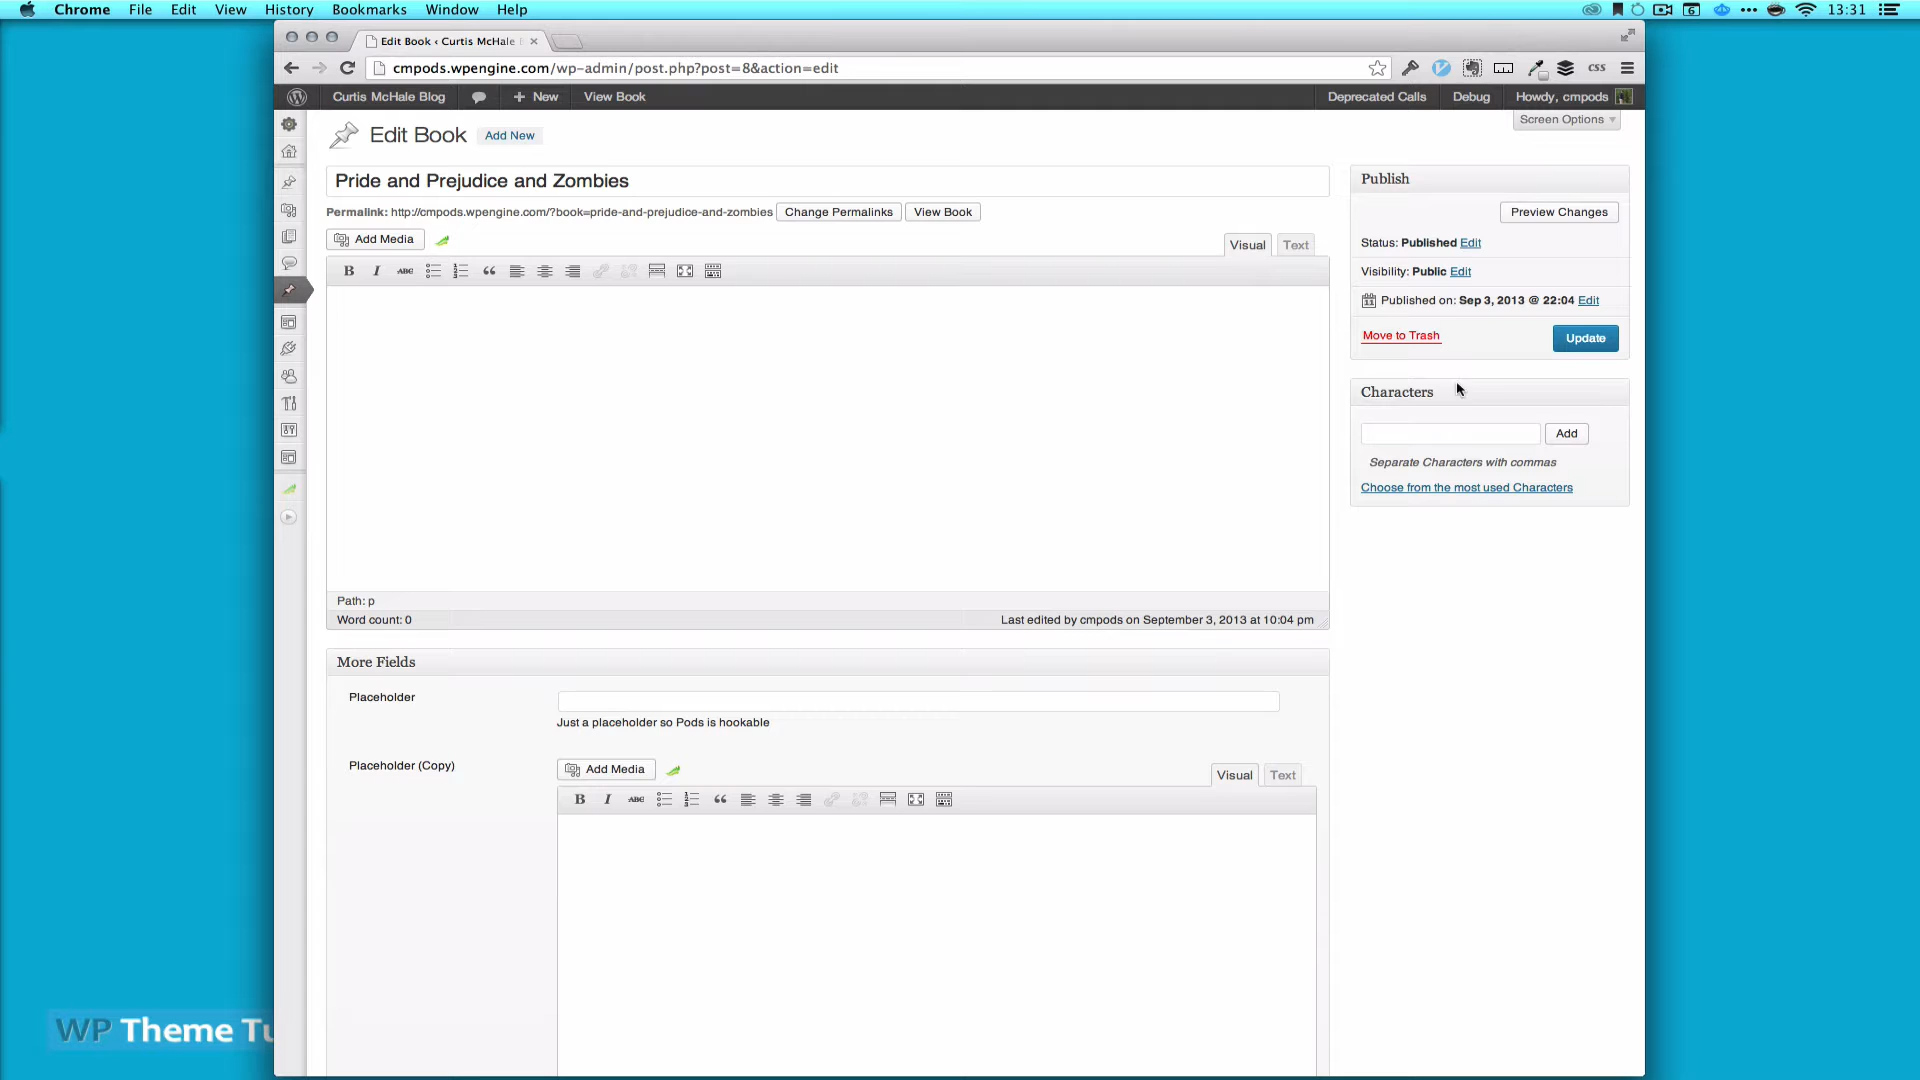 Chrome File Edit View History Bookmarks Window Help
6 13:31
Edit Book ‹ Curtis McHale
cmpods.wpengine.com/wp-admin/post.php?post=8&action=edit
CSS
Curtis McHale Blog + New View Book Deprecated Calls Debug Howdy, cmpods
Screen Options
Edit Book Add New
Pride and Prejudice and Zombies
Permalink: http://cmpods.wpengine.com/?book=pride-and-prejudice-and-zombies Change Permalinks View Book
Add Media
Visual Text
B I ABC
Path: p
Word count: 0 Last edited by cmpods on September 3, 2013 at 10:04 pm
Publish
Preview Changes
Status: Published Edit
Visibility: Public Edit
11 Published on: Sep 3, 2013 @ 22:04 Edit
Move to Trash Update
Characters
Add
Separate Characters with commas
Choose from the most used Characters
More Fields
Placeholder
Just a placeholder so Pods is hookable
Placeholder (Copy) Add Media
Visual Text
B I ABC
WP Theme Tu